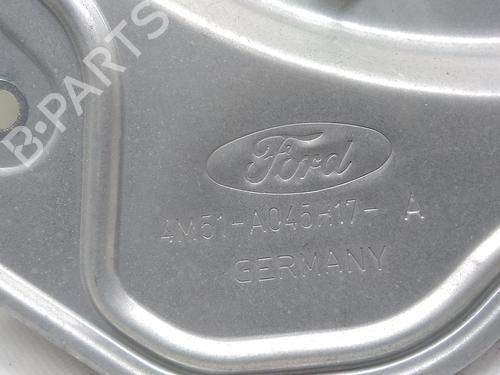 B-PARTS
Ford
4M51-A045H17- A
GERMANY